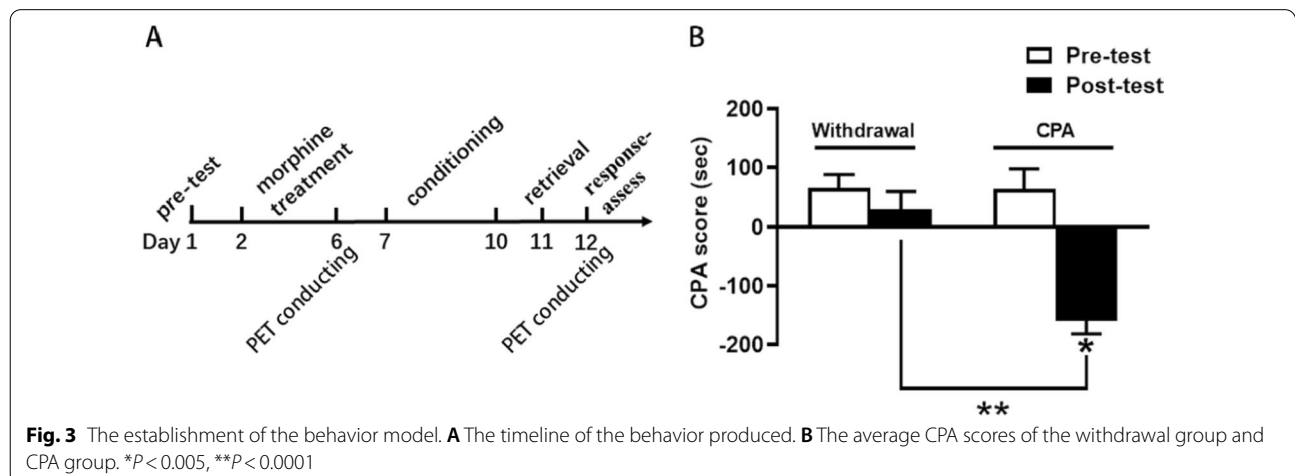 A
pre-test
morphine
treatment
conditioning
retrieval
response-
assess
Day 1 2 6 7 10 11 12
PET conducting
PET conducting
B
Pre-test
Post-test
Withdrawal
CPA
CPA score (sec)
200
100
0
-100
-200
*
**
Fig. 3 The establishment of the behavior model. A The timeline of the behavior produced. B The average CPA scores of the withdrawal group and
CPA group. *P < 0.005, **P < 0.0001